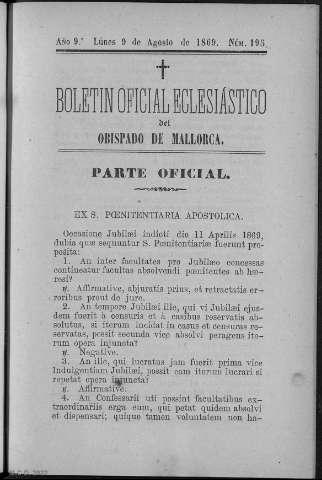 Año 9.º Lúnes 9 de Agosto de 1869. Núm. 195.
BOLETIN OFICIAL ECLESIÁSTICO
del
OBISPADO DE MALLORCA.
PARTE OFICIAL.
EX S. PŒNITENTIARIA APOSTOLICA.
Occasione Jubilæi indicti die 11 Aprilis 1869,
dubia quæ sequuntur S. Pœnitentiariæ fuerunt pro-
posita:
1. An inter facultates pro Jubilæo concessas
contineatur facultas absolvendi pœnitentes ab hæ-
resi?
℟. Affirmative, abjuratis prius, et retractatis er-
roribus prout de jure.
2. An tempore Jubilæi ille, qui vi Jubilæi ejus-
dem fuerit á censuris et á casibus reservatis ab-
solutus, si iterum incidat in casus et censuras re-
servatas, possit secunda vice absolvi peragens ite-
rum opera injuncta?
℟. Negative.
3. An ille, qui lucratus jam fuerit prima vice
Indulgentiam Jubilæi, possit eam iterum lucrari si
repetat opera injuncta?
℟. Affirmative.
4. An Confessarii uti possint facultatibus ex-
traordinariis erga eum, qui petat quidem absolvi
et dispensari; quique tamen voluntatem non ha-